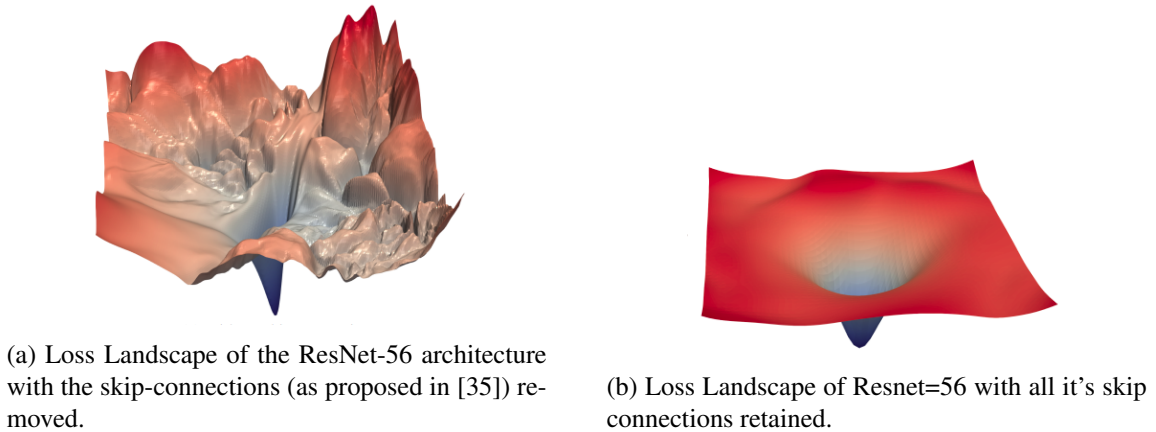 (a) Loss Landscape of the ResNet-56 architecture
with the skip-connections (as proposed in [35]) re-
moved.
(b) Loss Landscape of Resnet=56 with all it's skip
connections retained.